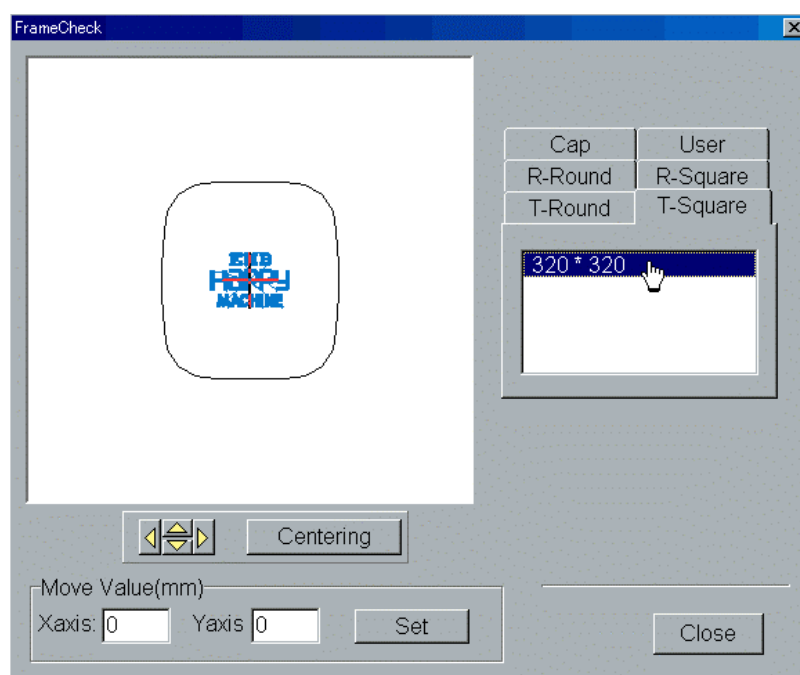 FrameCheck
Cap
User
R-Round
R-Square
T-Round
T-Square
320 * 320
EMB
HAPPY
MACHINE
Centering
Move Value(mm)
Xaxis: 0
Yaxis 0
Set
Close